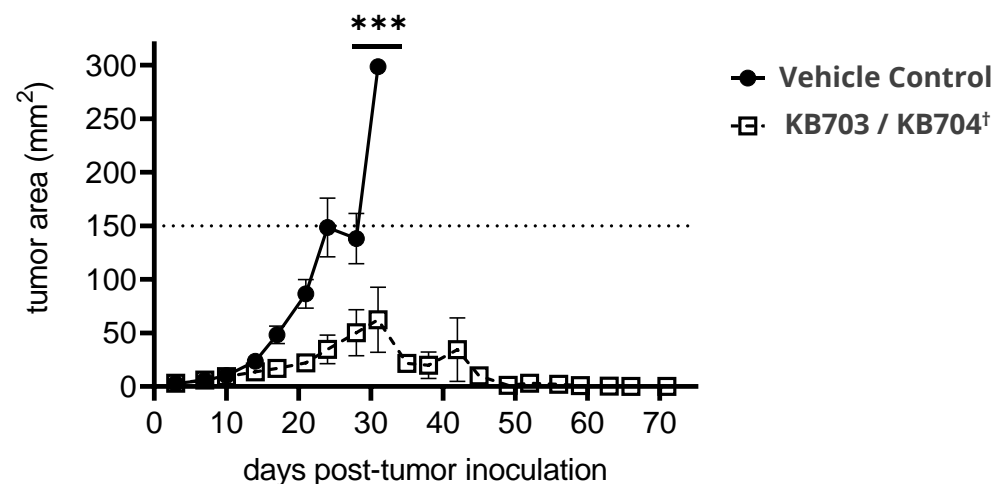 ***
300
250
200
150
100
50
0
0 10 20 30 40 50 60 70
tumor area (mm²)
days post-tumor inoculation
Vehicle Control
KB703 / KB704†